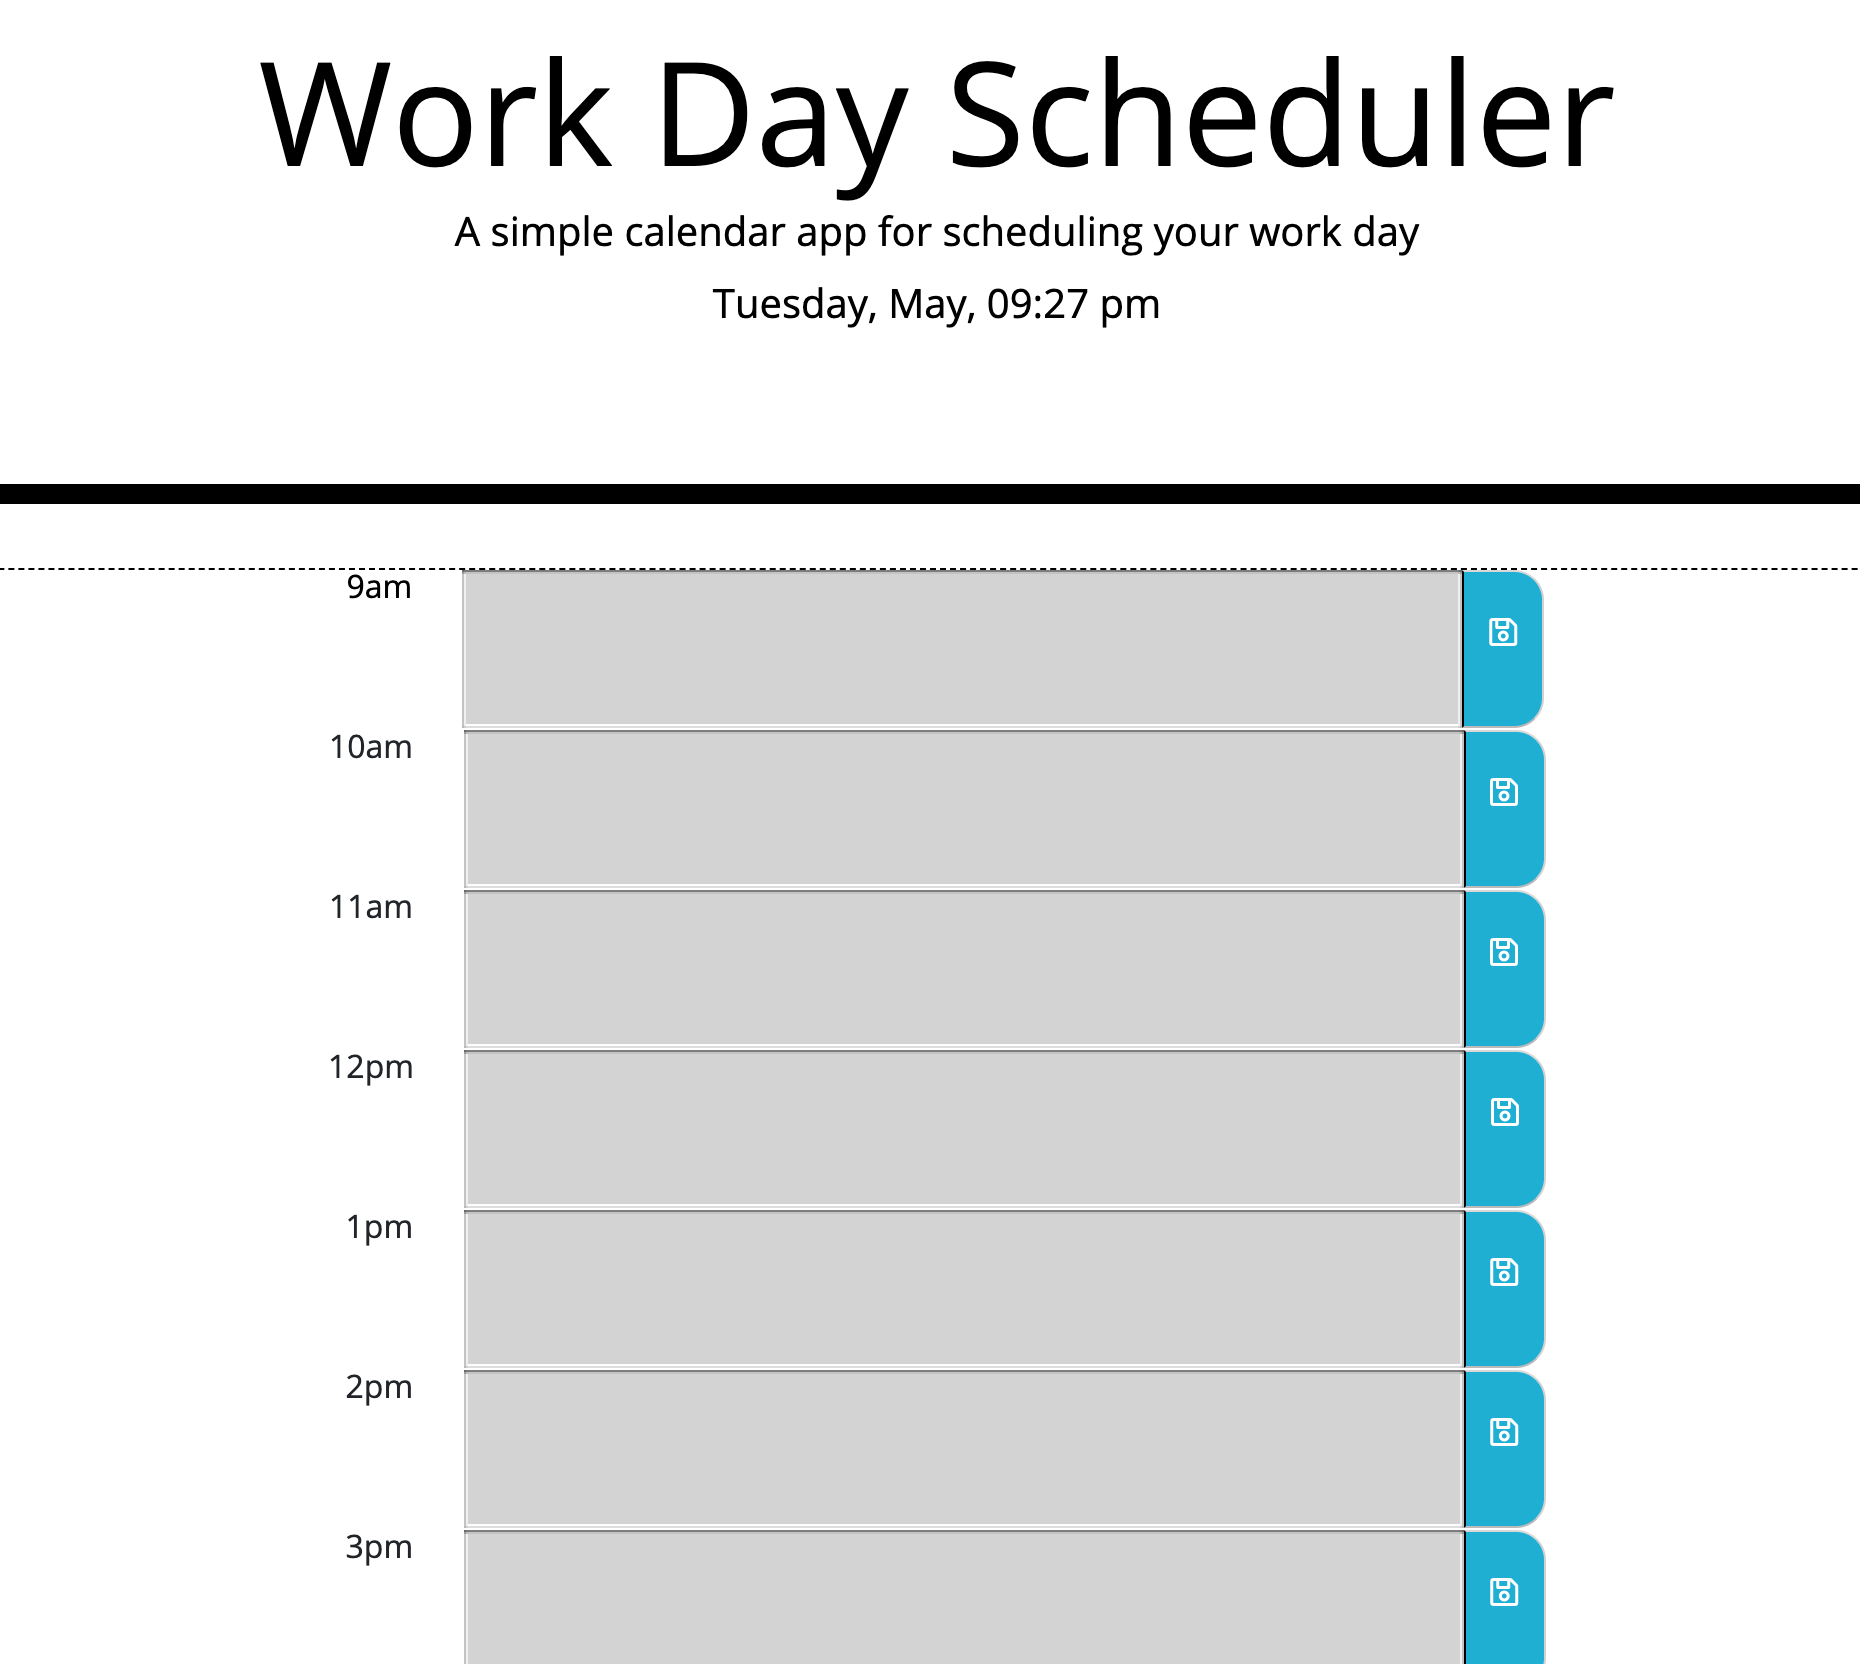 Work Day Scheduler
A simple calendar app for scheduling your work day
Tuesday, May, 09:27 pm
9am
10am
11am
12pm
1pm
2pm
3pm